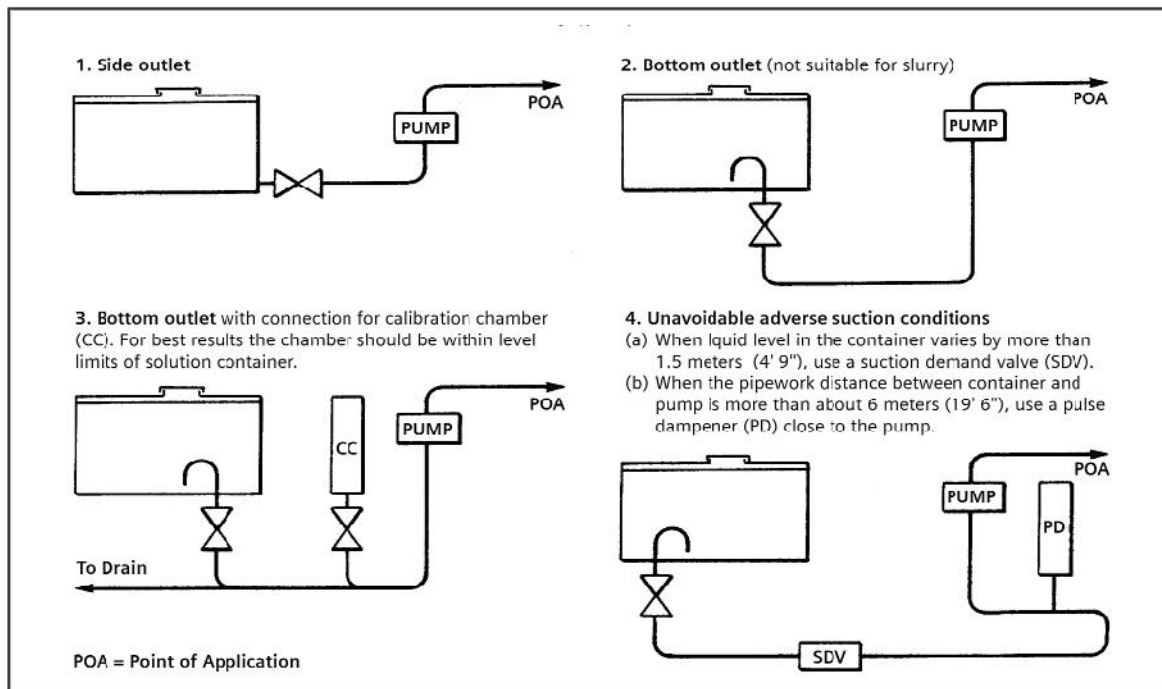 1. Side outlet
POA
PUMP
2. Bottom outlet (not suitable for slurry)
POA
PUMP
3. Bottom outlet with connection for calibration chamber
(CC). For best results the chamber should be within level
limits of solution container.
POA
PUMP
CC
To Drain
4. Unavoidable adverse suction conditions
(a) When lquid level in the container varies by more than
1.5 meters (4' 9"), use a suction demand valve (SDV).
(b) When the pipework distance between container and
pump is more than about 6 meters (19' 6"), use a pulse
dampener (PD) close to the pump.
POA
PUMP
PD
SDV
POA = Point of Application